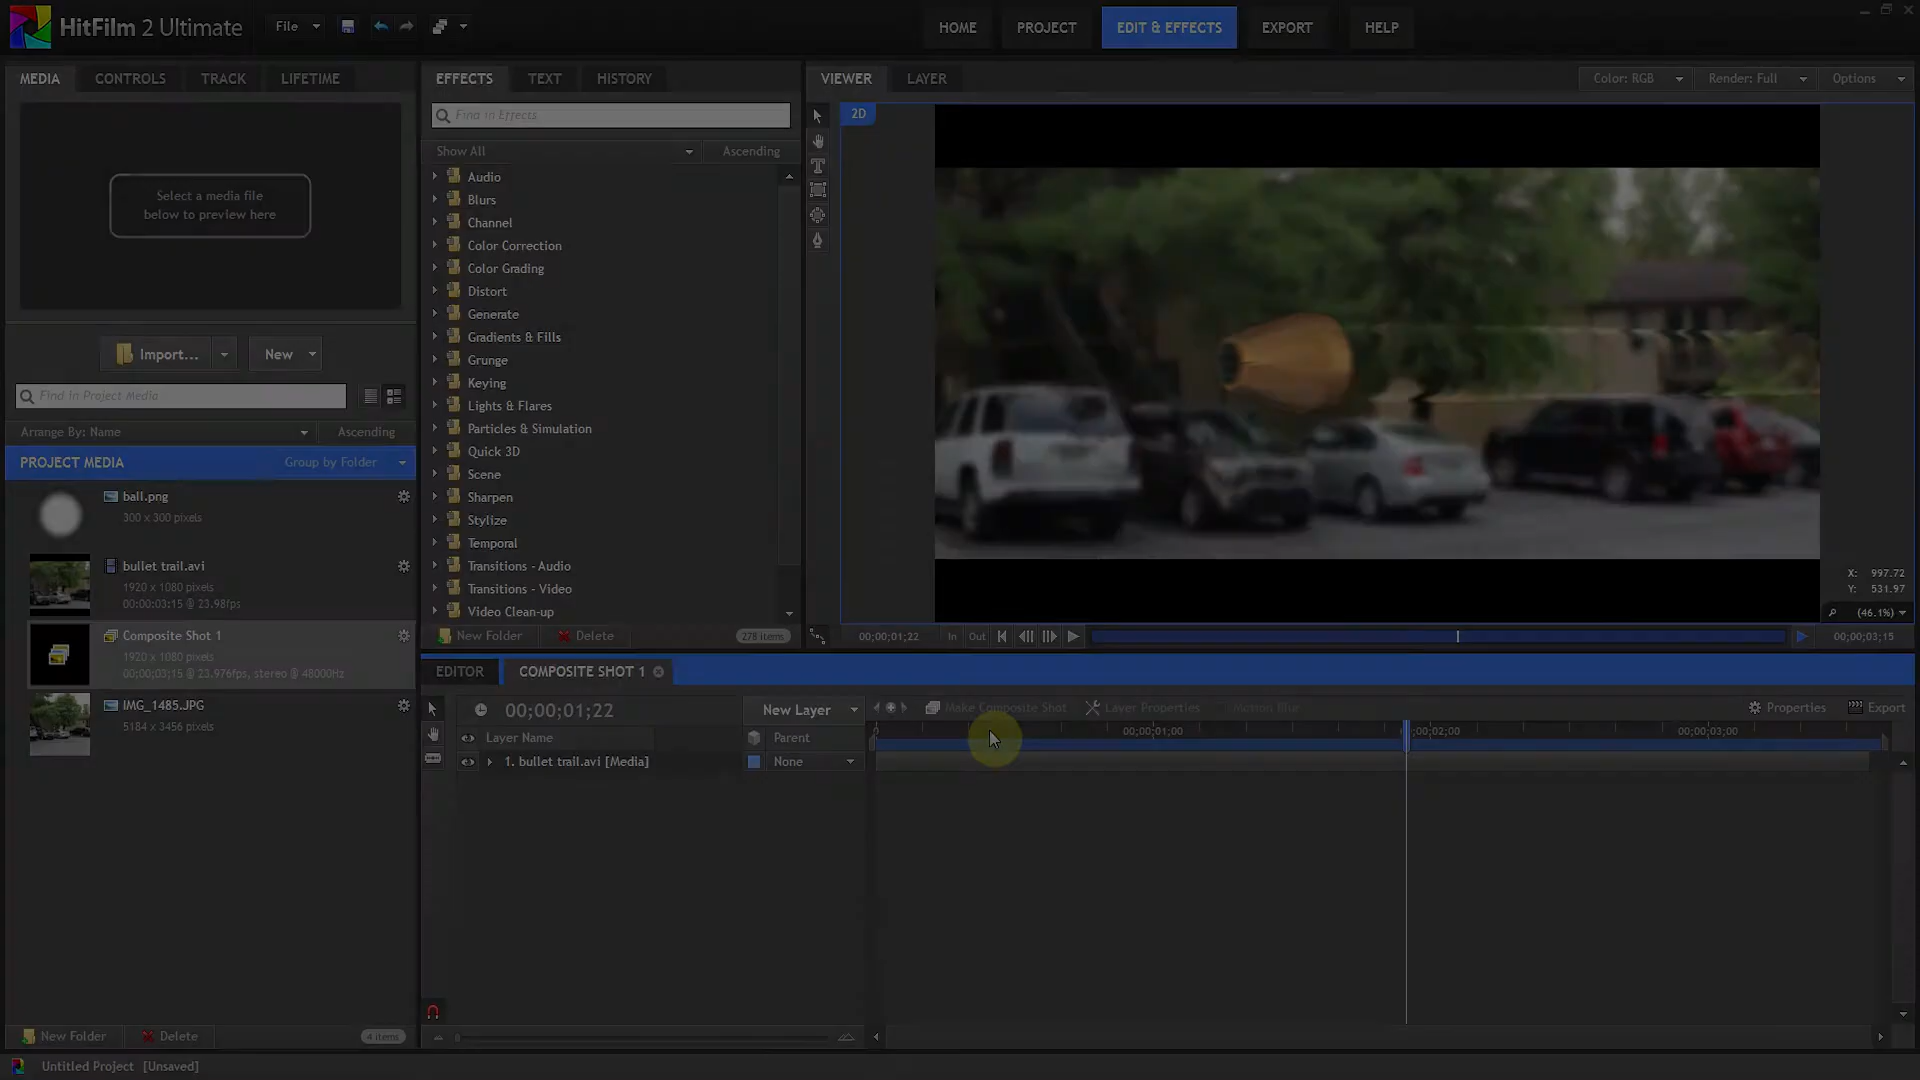 HitFilm 2 Ultimate
File
HOME
PROJECT
EDIT & EFFECTS
EXPORT
HELP
MEDIA
CONTROLS
TRACK
LIFETIME
Select a media file
below to preview here
Import...
New
Find in Project Media
Arrange By: Name
Ascending
PROJECT MEDIA
Group by Folder
ball.png
300 x 300 pixels
bullet trail.avi
1920 x 1080 pixels
00:00:03;15 @ 23.98fps
Composite Shot 1
1920 x 1080 pixels
00;00;03;15 @ 23.976fps, stereo @ 48000Hz
IMG_1485.JPG
5184 x 3456 pixels
New Folder
Delete
4 items
EFFECTS
TEXT
HISTORY
Find in Effects
Show All
Ascending
Audio
Blurs
Channel
Color Correction
Color Grading
Distort
Generate
Gradients & Fills
Grunge
Keying
Lights & Flares
Particles & Simulation
Quick 3D
Scene
Sharpen
Stylize
Temporal
Transitions - Audio
Transitions - Video
Video Clean-up
New Folder
Delete
278 items
VIEWER
LAYER
Color: RGB
Render: Full
Options
2D
X: 997.72
Y: 531.97
(46.1%)
00;00;01;22
In
Out
00;00;03;15
EDITOR
COMPOSITE SHOT 1
00;00;01;22
New Layer
Make Composite Shot
Layer Properties
Motion Blur
Properties
Export
Layer Name
Parent
0
00;00;01;00
;00;02;00
00;00;03;00
1. bullet trail.avi [Media]
None
Untitled Project [Unsaved]